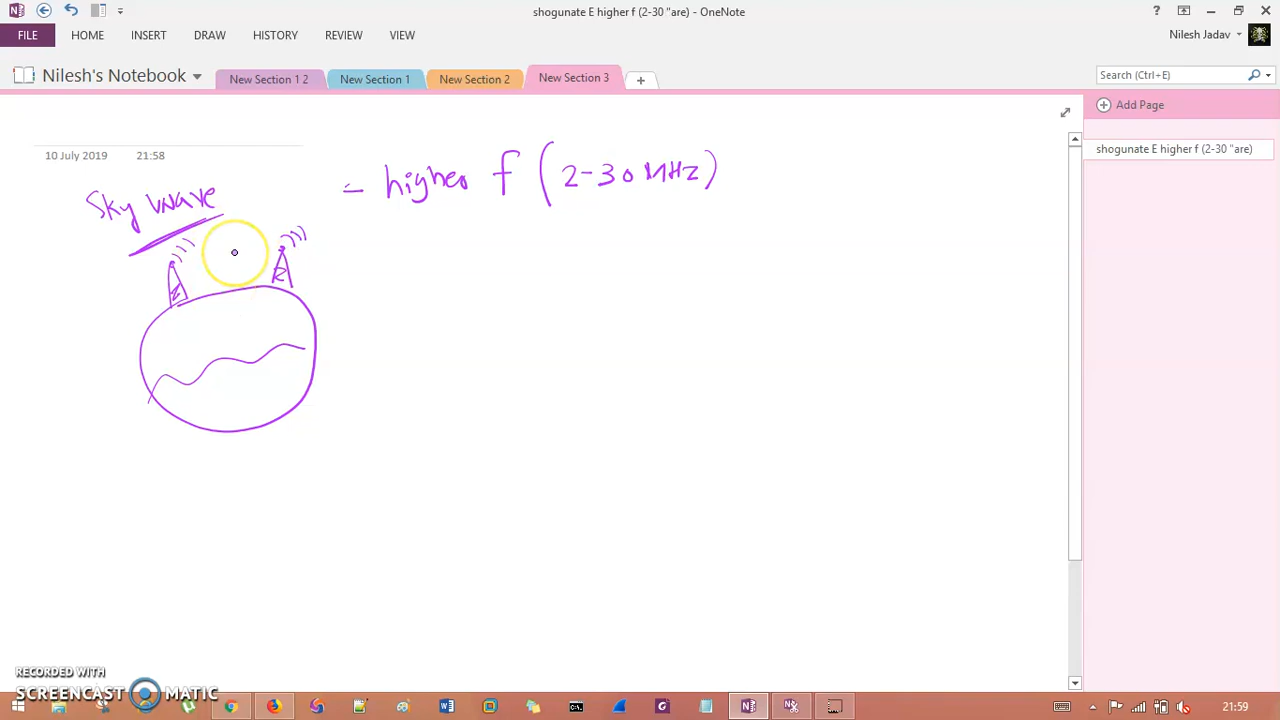 shogunate E higher f (2-30 "are) - OneNote
FILE HOME INSERT DRAW HISTORY REVIEW VIEW
Nilesh Jadav
Nilesh's Notebook
New Section 1 2 New Section 1 New Section 2 New Section 3
Search (Ctrl+E)
Add Page
shogunate E higher f (2-30 "are)
10 July 2019 21:58
Sky Wave
= higher f (2-30 MHz)
RECORDED WITH
SCREENCAST MATIC
21:59